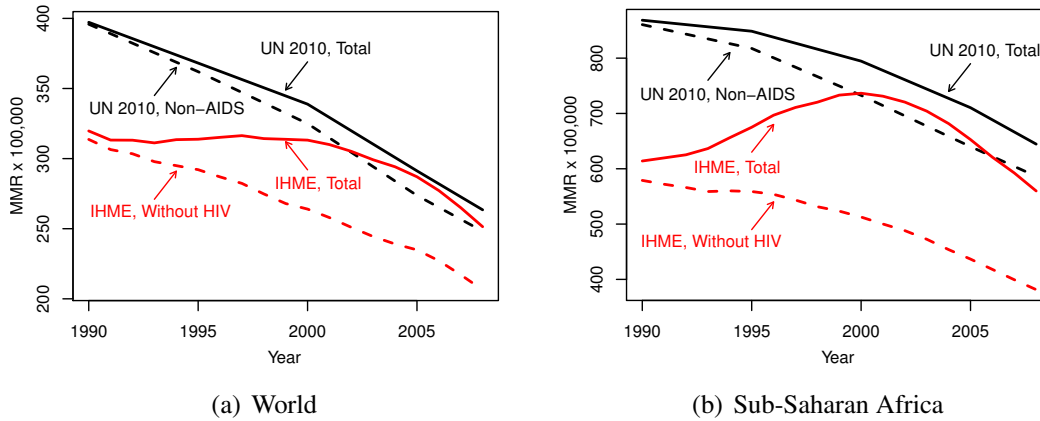 MMR x 100,000
400
350
300
250
200
UN 2010, Total
UN 2010, Non−AIDS
IHME, Total
IHME, Without HIV
1990 1995 2000 2005
Year
(a) World
MMR x 100,000
800
700
600
500
400
UN 2010, Total
UN 2010, Non−AIDS
IHME, Total
IHME, Without HIV
1990 1995 2000 2005
Year
(b) Sub-Saharan Africa